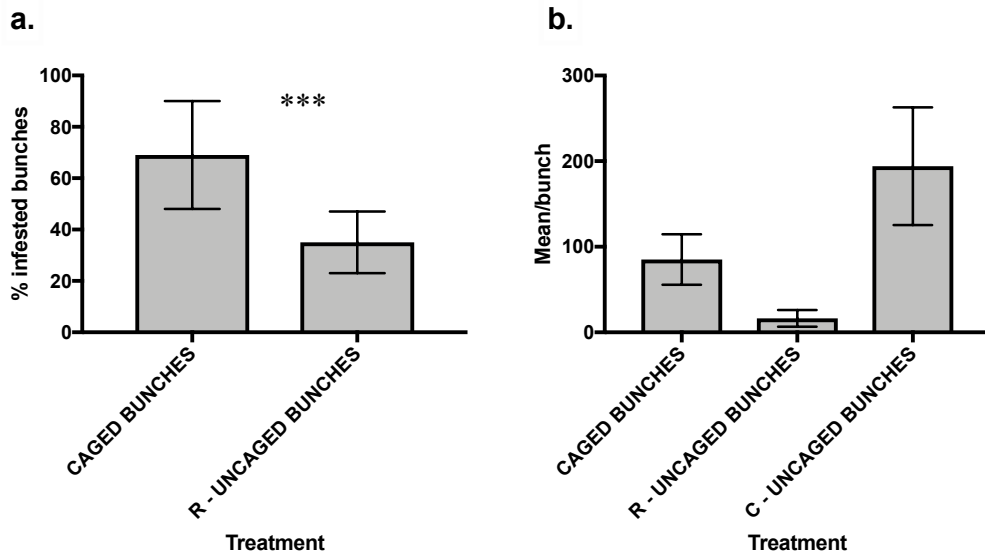 a.
% infested bunches
100
80
60
40
20
0
***
CAGED BUNCHES
R - UNCAGED BUNCHES
Treatment
b.
Mean/bunch
300
200
100
0
CAGED BUNCHES
R - UNCAGED BUNCHES
C - UNCAGED BUNCHES
Treatment